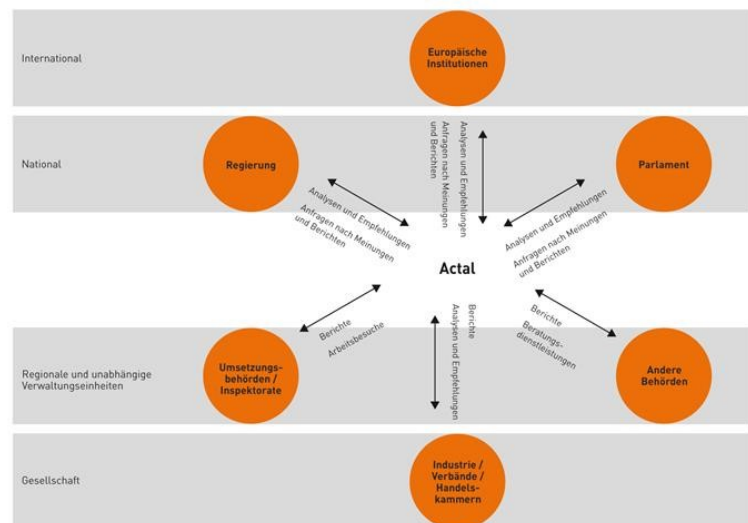 International
Europäische
Institutionen
National
Regierung
Parlament
Analysen und Empfehlungen
Anfragen nach Meinungen
und Berichten
Analysen und Empfehlungen
Anfragen nach Meinungen
und Berichten
Analysen und Empfehlungen
Anfragen nach Meinungen
und Berichten
Actal
Berichte
Arbeitsbesuche
Berichte
Analysen und Empfehlungen
Berichte
Beratungs-
dienstleistungen
Regionale und unabhängige
Verwaltungseinheiten
Umsetzungs-
behörden /
Inspektorate
Andere
Behörden
Gesellschaft
Industrie /
Verbände /
Handels-
kammern